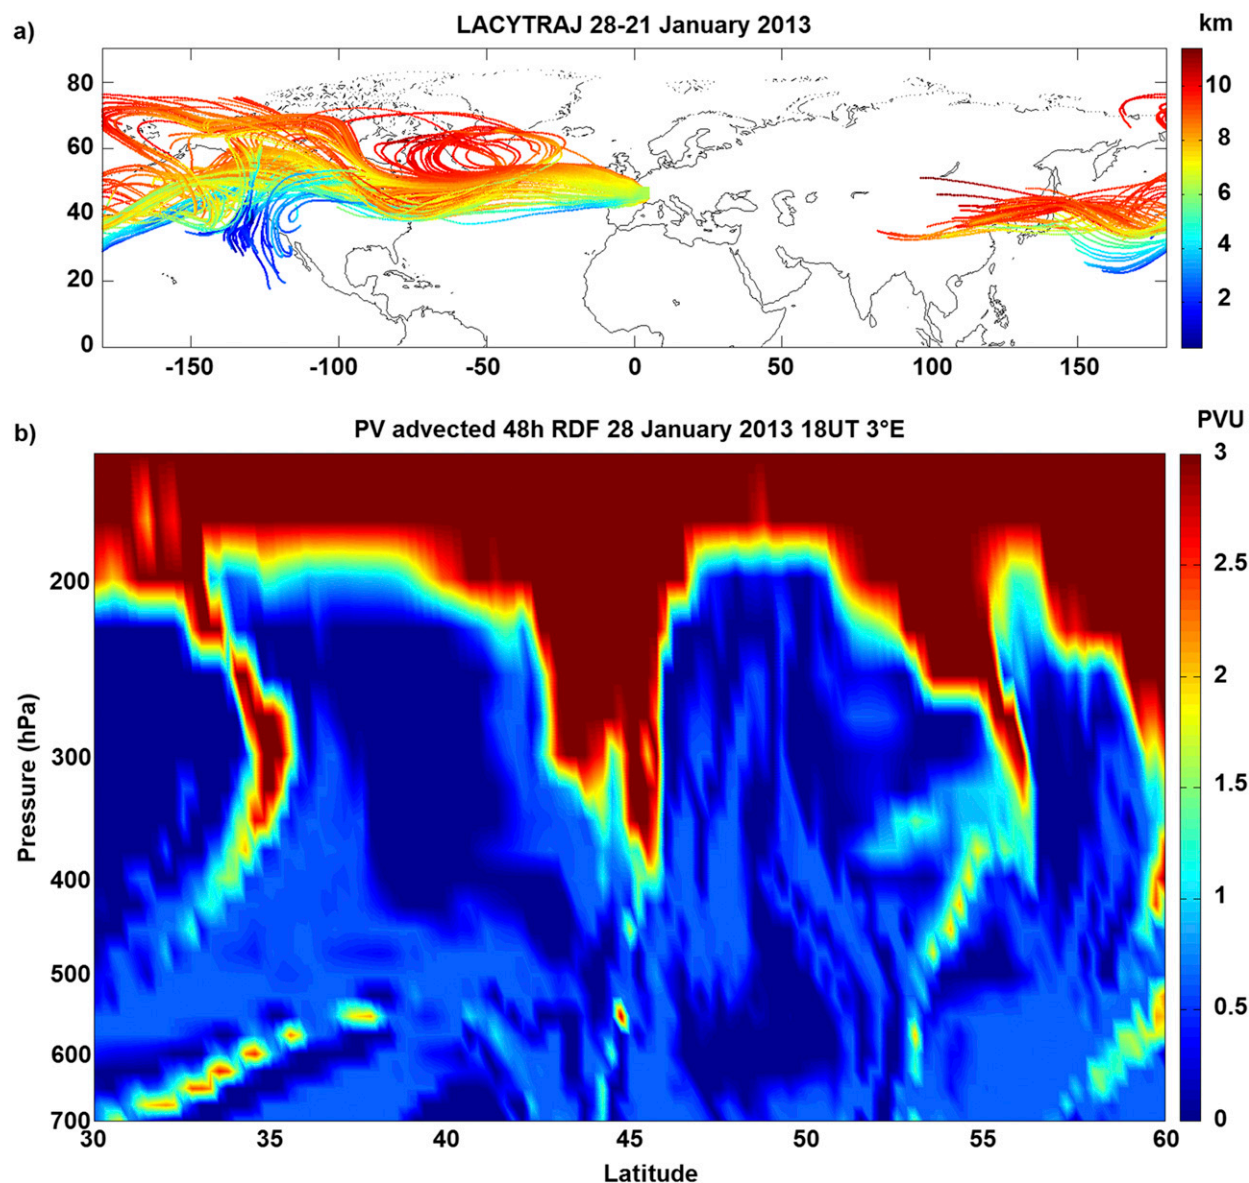 a)
LACYTRAJ 28-21 January 2013
km
80
60
40
20
0
-150 -100 -50 0 50 100 150
10
8
6
4
2
b)
PV advected 48h RDF 28 January 2013 18UT 3°E
PVU
Pressure (hPa)
200
300
400
500
600
700
30 35 40 45 50 55 60
Latitude
3
2.5
2
1.5
1
0.5
0